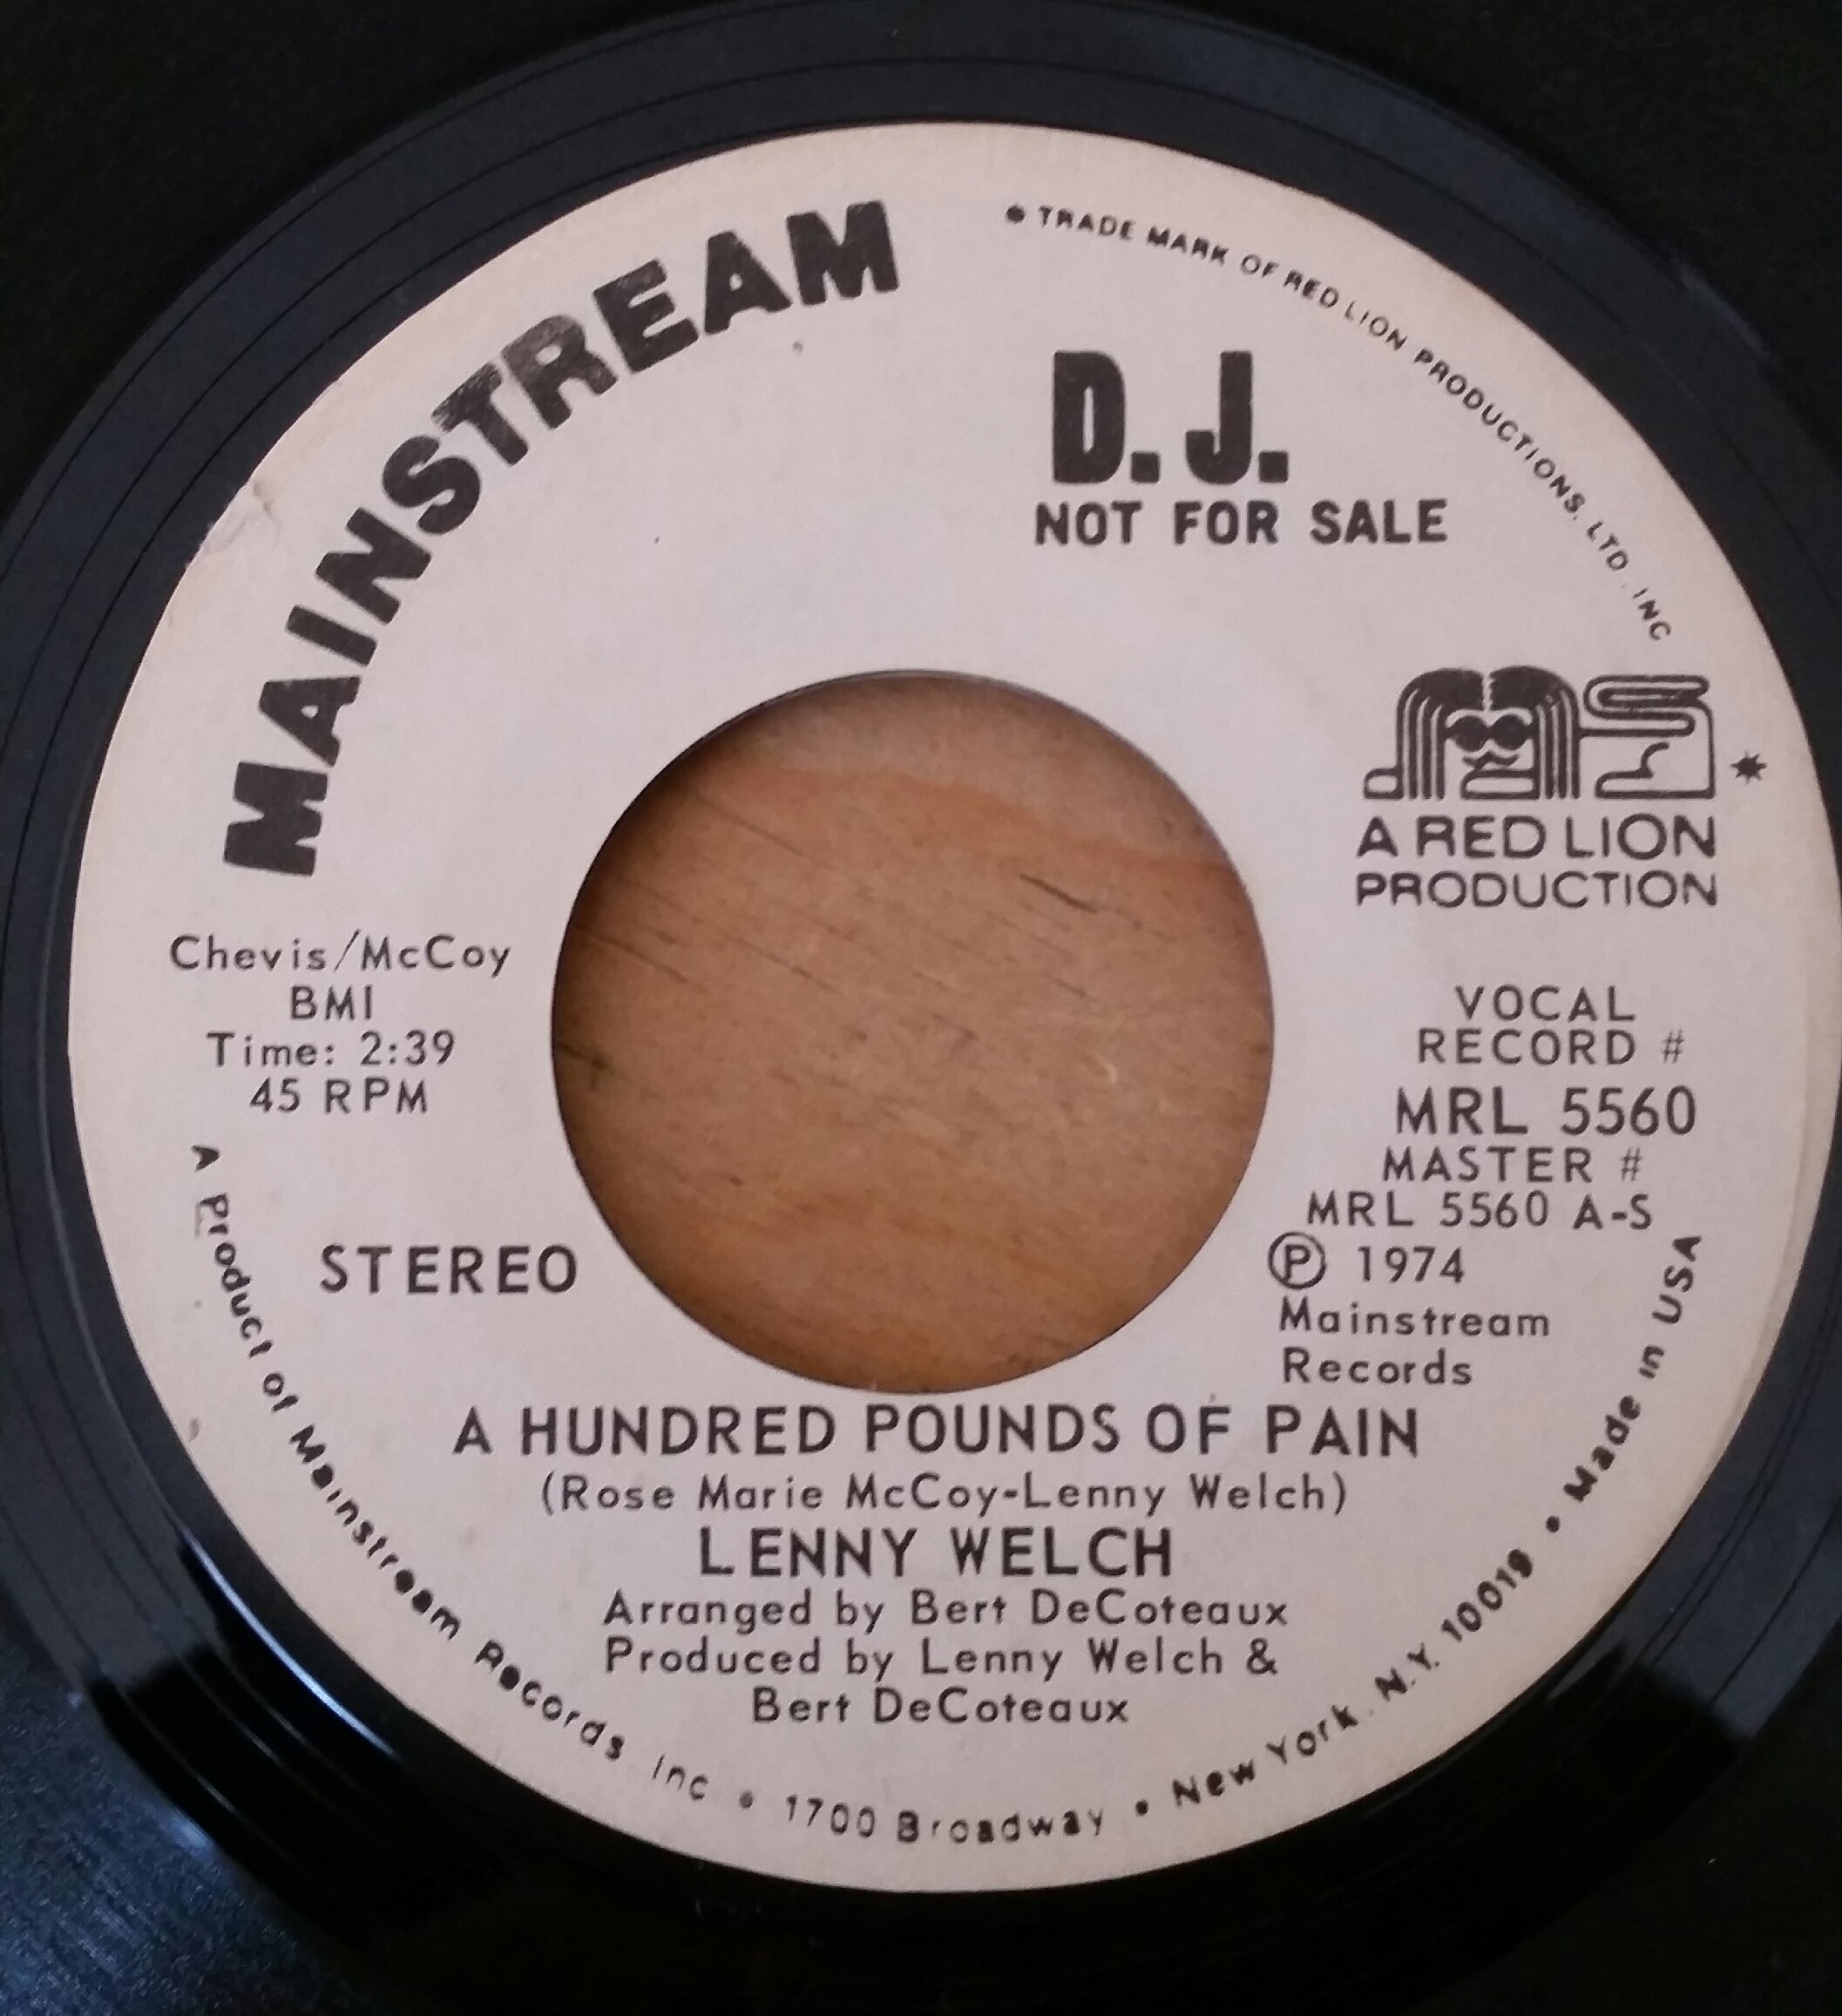 MAINSTREAM
● TRADE MARK OF RED LION PRODUCTIONS, LTD. INC
D.J.
NOT FOR SALE
MS *
A RED LION
PRODUCTION
Chevis/McCoy
BMI
Time: 2:39
45 RPM
STEREO
VOCAL
RECORD #
MRL 5560
MASTER #
MRL 5560 A-S
Ⓟ 1974
Mainstream
Records
A HUNDRED POUNDS OF PAIN
(Rose Marie McCoy-Lenny Welch)
LENNY WELCH
Arranged by Bert DeCoteaux
Produced by Lenny Welch &
Bert DeCoteaux
A Product of Mainstream Records Inc • 1700 Broadway • New York. N.Y. 10019 • Made in USA